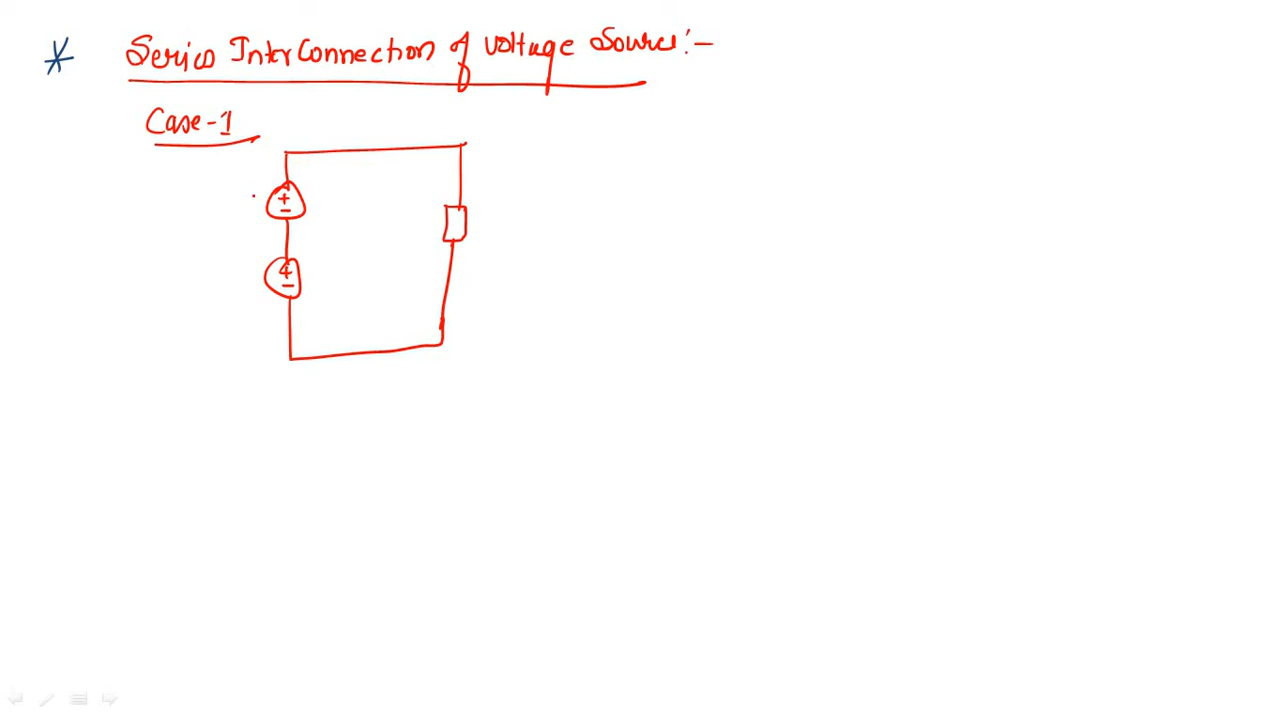 * Series InterConnection of Voltage Source:-
Case-1
+
-
+
-